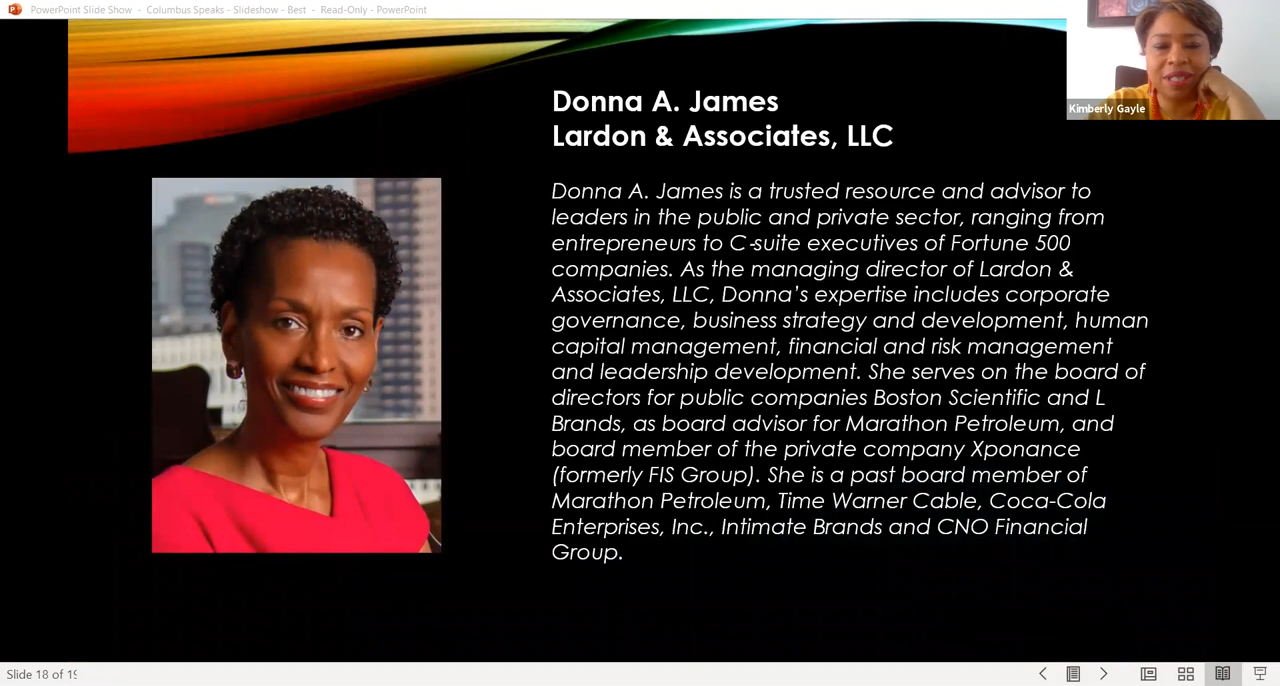 PowerPoint Slide Show - Columbus Speaks - Slideshow - Best - Read-Only - PowerPoint
Kimberly Gayle
Donna A. James
Lardon & Associates, LLC
Donna A. James is a trusted resource and advisor to
leaders in the public and private sector, ranging from
entrepreneurs to C-suite executives of Fortune 500
companies. As the managing director of Lardon &
Associates, LLC, Donna’s expertise includes corporate
governance, business strategy and development, human
capital management, financial and risk management
and leadership development. She serves on the board of
directors for public companies Boston Scientific and L
Brands, as board advisor for Marathon Petroleum, and
board member of the private company Xponance
(formerly FIS Group). She is a past board member of
Marathon Petroleum, Time Warner Cable, Coca-Cola
Enterprises, Inc., Intimate Brands and CNO Financial
Group.
Slide 18 of 19